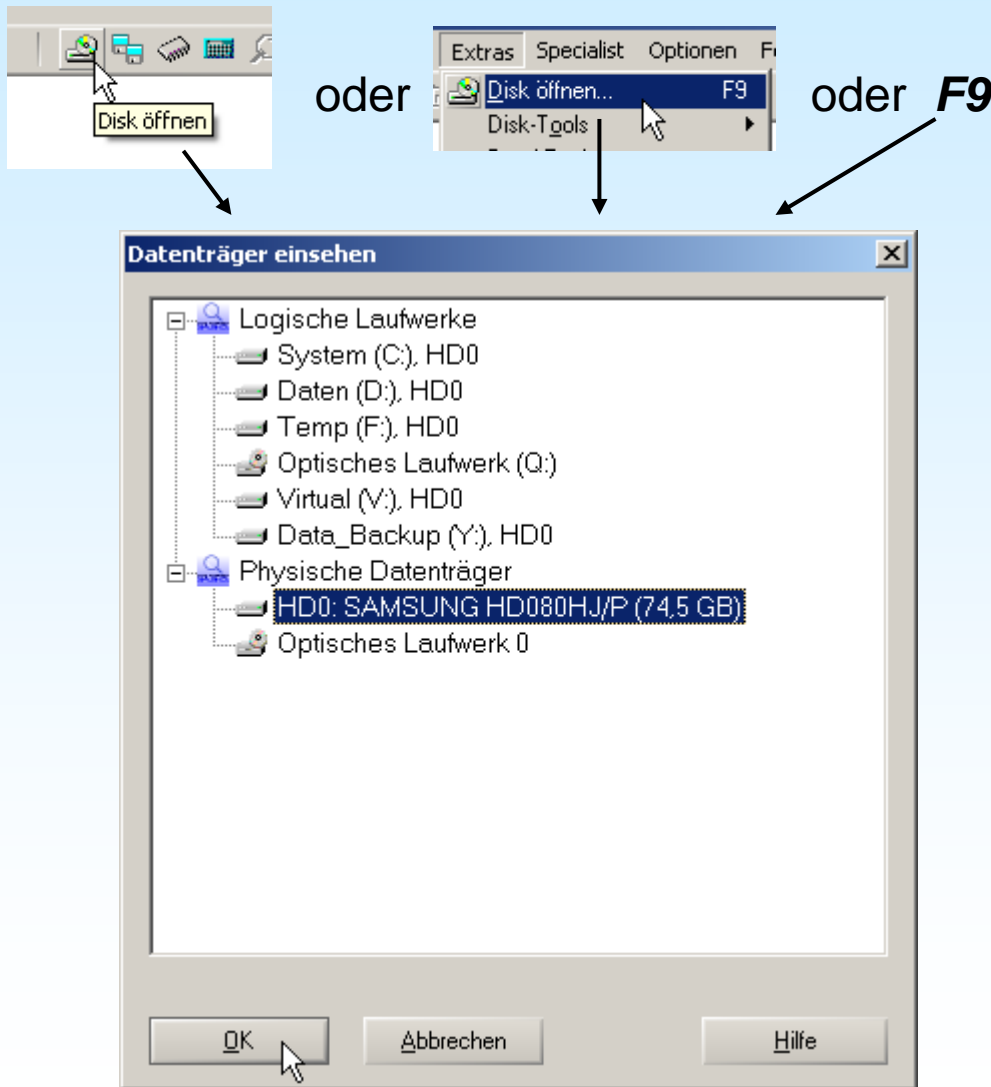 Disk öffnen
oder
Extras Specialist Optionen
Disk öffnen... F9
Disk-Tools
oder F9
Datenträger einsehen
Logische Laufwerke
System (C:), HD0
Daten (D:), HD0
Temp (F:), HD0
Optisches Laufwerk (Q:)
Virtual (V:), HD0
Data_Backup (Y:), HD0
Physische Datenträger
HD0: SAMSUNG HD080HJ/P (74,5 GB)
Optisches Laufwerk 0
OK Abbrechen Hilfe